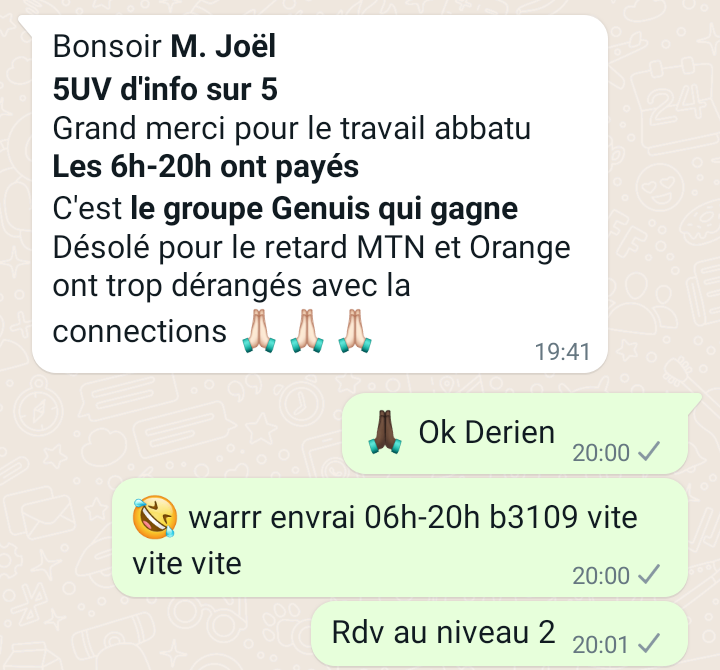 Bonsoir M. Joël
5UV d'info sur 5
Grand merci pour le travail abbatu
Les 6h-20h ont payés
C'est le groupe Genuis qui gagne
Désolé pour le retard MTN et Orange
ont trop dérangés avec la
connections 🙏🏻 🙏🏻 🙏🏻
19:41
🙏🏿 Ok Derien
20:00
🤣 warrr envrai 06h-20h b3109 vite
vite vite
20:00
Rdv au niveau 2
20:01